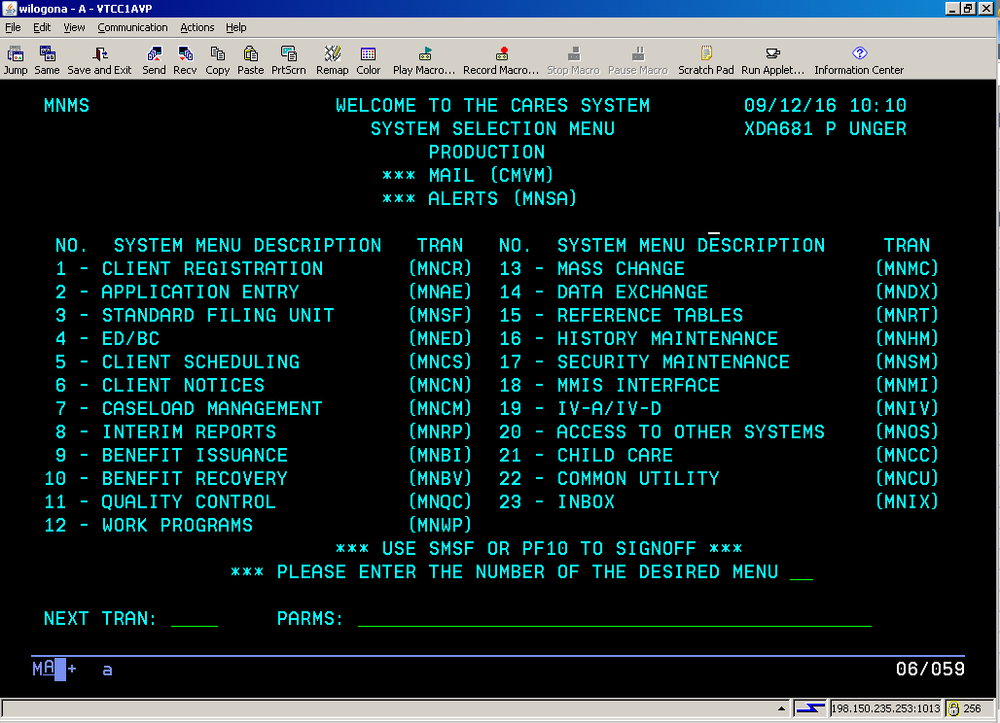 wilogona - A - VTCC1AVP
File Edit View Communication Actions Help
Jump Same Save and Exit Send Recv Copy Paste PrtScrn Remap Color Play Macro... Record Macro... Stop Macro Pause Macro Scratch Pad Run Applet... Information Center
MNMS WELCOME TO THE CARES SYSTEM 09/12/16 10:10
SYSTEM SELECTION MENU XDA681 P UNGER
PRODUCTION
*** MAIL (CMVM)
*** ALERTS (MNSA)
NO. SYSTEM MENU DESCRIPTION TRAN NO. SYSTEM MENU DESCRIPTION TRAN
1 - CLIENT REGISTRATION (MNCR) 13 - MASS CHANGE (MNMC)
2 - APPLICATION ENTRY (MNAE) 14 - DATA EXCHANGE (MNDX)
3 - STANDARD FILING UNIT (MNSF) 15 - REFERENCE TABLES (MNRT)
4 - ED/BC (MNED) 16 - HISTORY MAINTENANCE (MNHM)
5 - CLIENT SCHEDULING (MNCS) 17 - SECURITY MAINTENANCE (MNSM)
6 - CLIENT NOTICES (MNCN) 18 - MMIS INTERFACE (MNMI)
7 - CASELOAD MANAGEMENT (MNCM) 19 - IV-A/IV-D (MNIV)
8 - INTERIM REPORTS (MNRP) 20 - ACCESS TO OTHER SYSTEMS (MNOS)
9 - BENEFIT ISSUANCE (MNBI) 21 - CHILD CARE (MNCC)
10 - BENEFIT RECOVERY (MNBV) 22 - COMMON UTILITY (MNCU)
11 - QUALITY CONTROL (MNQC) 23 - INBOX (MNIX)
12 - WORK PROGRAMS (MNWP)
*** USE SMSF OR PF10 TO SIGNOFF ***
*** PLEASE ENTER THE NUMBER OF THE DESIRED MENU __
NEXT TRAN: ____ PARMS: ____________________________________________
MA + a 06/059
198.150.235.253:1013 256